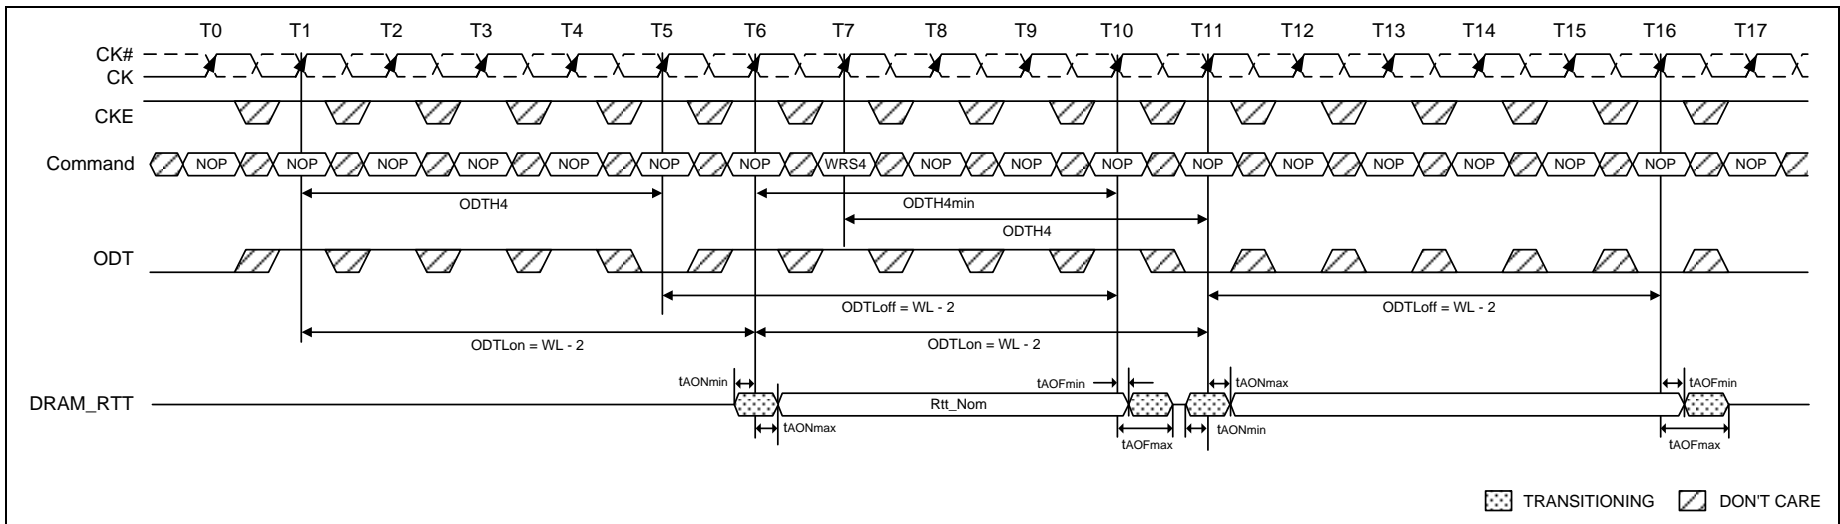 T0 T1 T2 T3 T4 T5 T6 T7 T8 T9 T10 T11 T12 T13 T14 T15 T16 T17
CK#
CK
CKE
Command NOP NOP NOP NOP NOP NOP NOP WRS4 NOP NOP NOP NOP NOP NOP NOP NOP NOP NOP
ODTH4 ODTH4min
ODTH4
ODT
ODTLoff = WL - 2 ODTLoff = WL - 2
ODTLon = WL - 2 ODTLon = WL - 2
tAONmin tAOFmin tAONmax tAOFmin
DRAM_RTT Rtt_Nom
tAONmax tAOFmax tAONmin tAOFmax
TRANSITIONING DON'T CARE